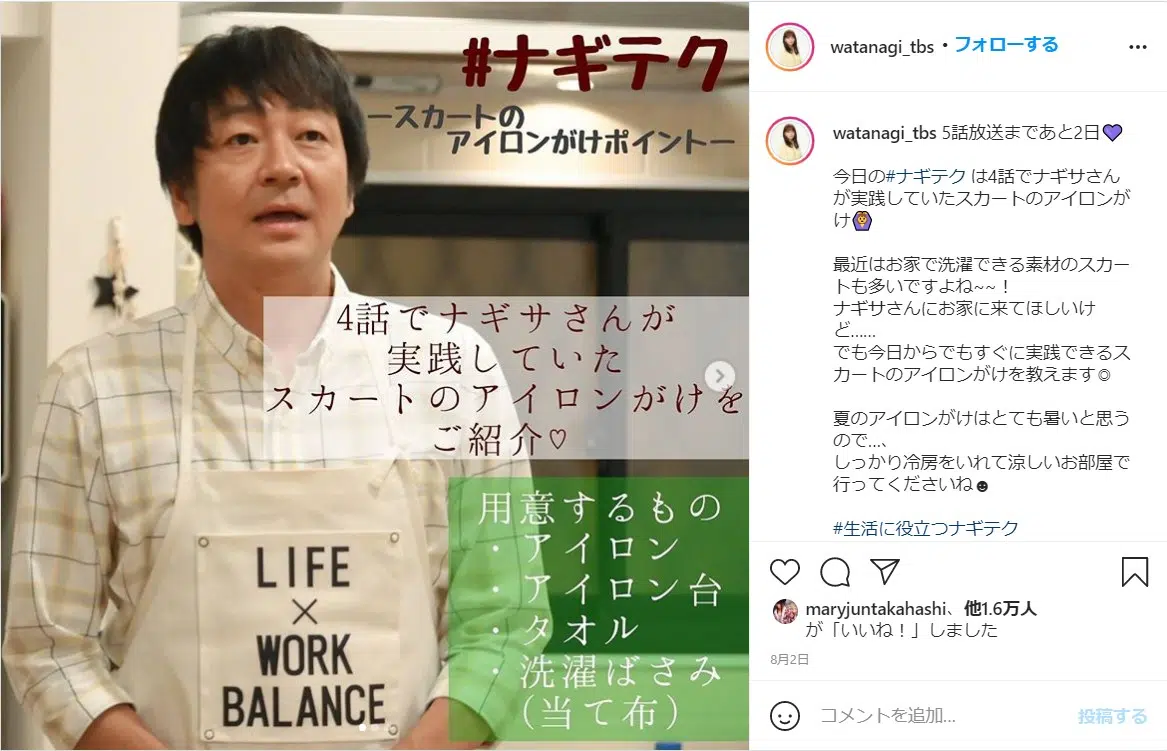 #ナギテク
ースカートの
アイロンがけポイントー
4話でナギサさんが
実践していた
スカートのアイロンがけを
ご紹介♡
用意するもの
・アイロン
・アイロン台
・タオル
・洗濯ばさみ
（当て布）
LIFE
×
WORK
BALANCE
watanagi_tbs • フォローする
watanagi_tbs 5話放送まであと2日💜
今日の#ナギテク は4話でナギサさん
が実践していたスカートのアイロンが
け🙆
最近はお家で洗濯できる素材のスカー
トも多いですよね~~！
ナギサさんにお家に来てほしいけ
ど……
でも今日からでもすぐに実践できるス
カートのアイロンがけを教えます☺
夏のアイロンがけはとても暑いと思う
ので…、
しっかり冷房をいれて涼しいお部屋で
行ってくださいね☻
#生活に役立つナギテク
maryjuntakahashi、他1.6万人
が「いいね！」しました
8月2日
コメントを追加... 投稿する